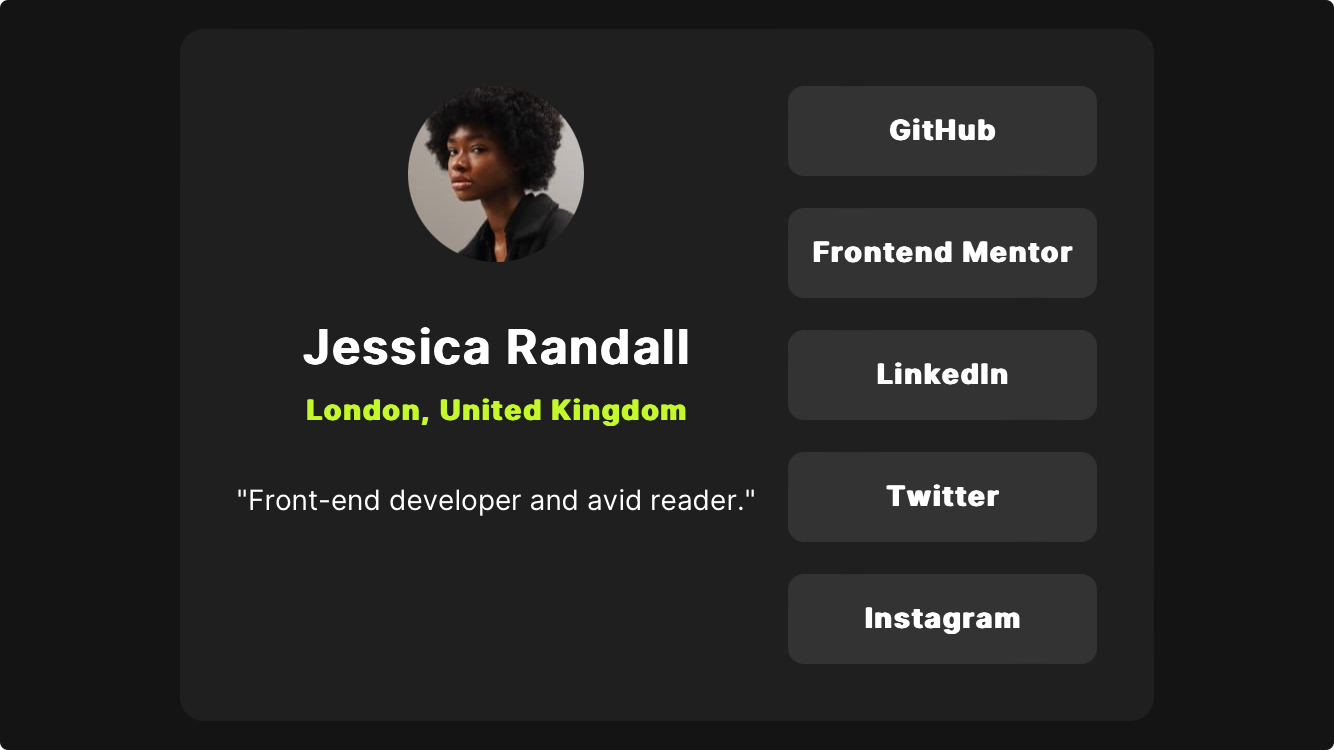 Jessica Randall
London, United Kingdom
"Front-end developer and avid reader."
GitHub
Frontend Mentor
LinkedIn
Twitter
Instagram